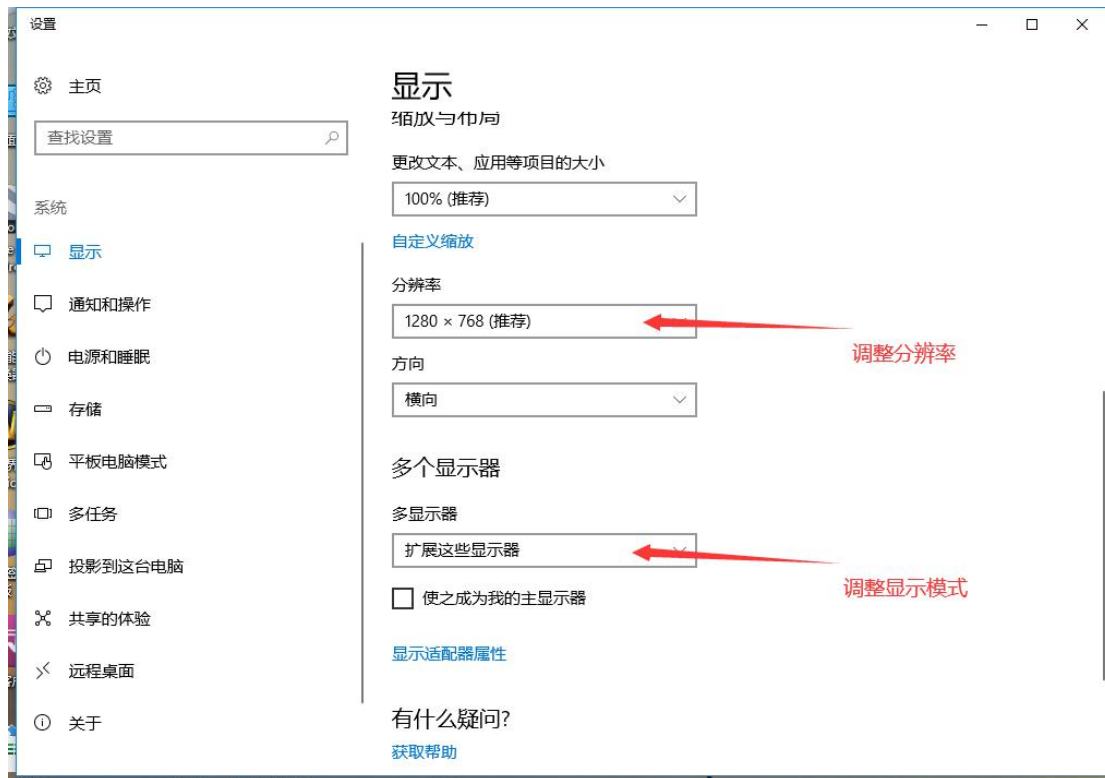 设置
主页
查找设置
系统
显示
通知和操作
电源和睡眠
存储
平板电脑模式
多任务
投影到这台电脑
共享的体验
远程桌面
关于
显示
缩放与布局
更改文本、应用等项目的大小
100% (推荐)
自定义缩放
分辨率
1280 × 768 (推荐)
调整分辨率
方向
横向
多个显示器
多显示器
扩展这些显示器
调整显示模式
使之成为我的主显示器
显示适配器属性
有什么疑问?
获取帮助